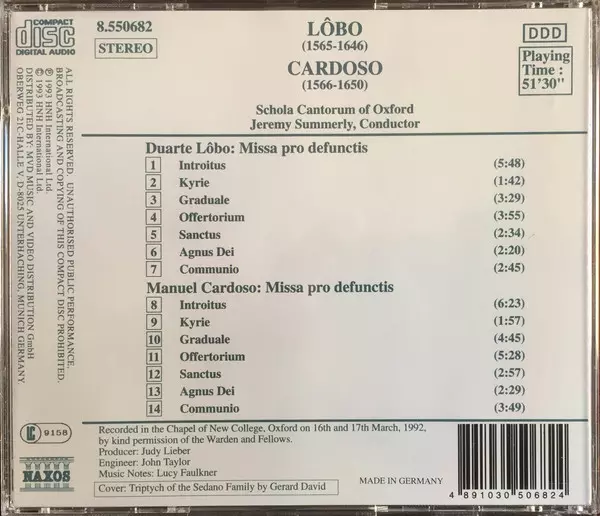 COMPACT
disc
DIGITAL AUDIO
8.550682
STEREO
LÔBO
(1565-1646)
CARDOSO
(1566-1650)
Schola Cantorum of Oxford
Jeremy Summerly, Conductor
DDD
Playing
Time :
51'30"
ALL RIGHTS RESERVED. UNAUTHORISED PUBLIC PERFORMANCE,
BROADCASTING AND COPYING OF THIS COMPACT DISC PROHIBITED.
℗ 1993 HNH International Ltd.
© 1993 HNH International Ltd.
DISTRIBUTED BY: MVD MUSIC AND VIDEO DISTRIBUTION GmbH
OBERWEG 21C-HALLE V, D-8025 UNTERHACHING, MUNICH GERMANY.
Duarte Lôbo: Missa pro defunctis
1 Introitus (5:48)
2 Kyrie (1:42)
3 Graduale (3:29)
4 Offertorium (3:55)
5 Sanctus (2:34)
6 Agnus Dei (2:20)
7 Communio (2:45)
Manuel Cardoso: Missa pro defunctis
8 Introitus (6:23)
9 Kyrie (1:57)
10 Graduale (4:45)
11 Offertorium (5:28)
12 Sanctus (2:57)
13 Agnus Dei (2:29)
14 Communio (3:49)
LC 9158
NAXOS
Recorded in the Chapel of New College, Oxford on 16th and 17th March, 1992,
by kind permission of the Warden and Fellows.
Producer: Judy Lieber
Engineer: John Taylor
Music Notes: Lucy Faulkner
Cover: Triptych of the Sedano Family by Gerard David
MADE IN GERMANY
4 891030 506824